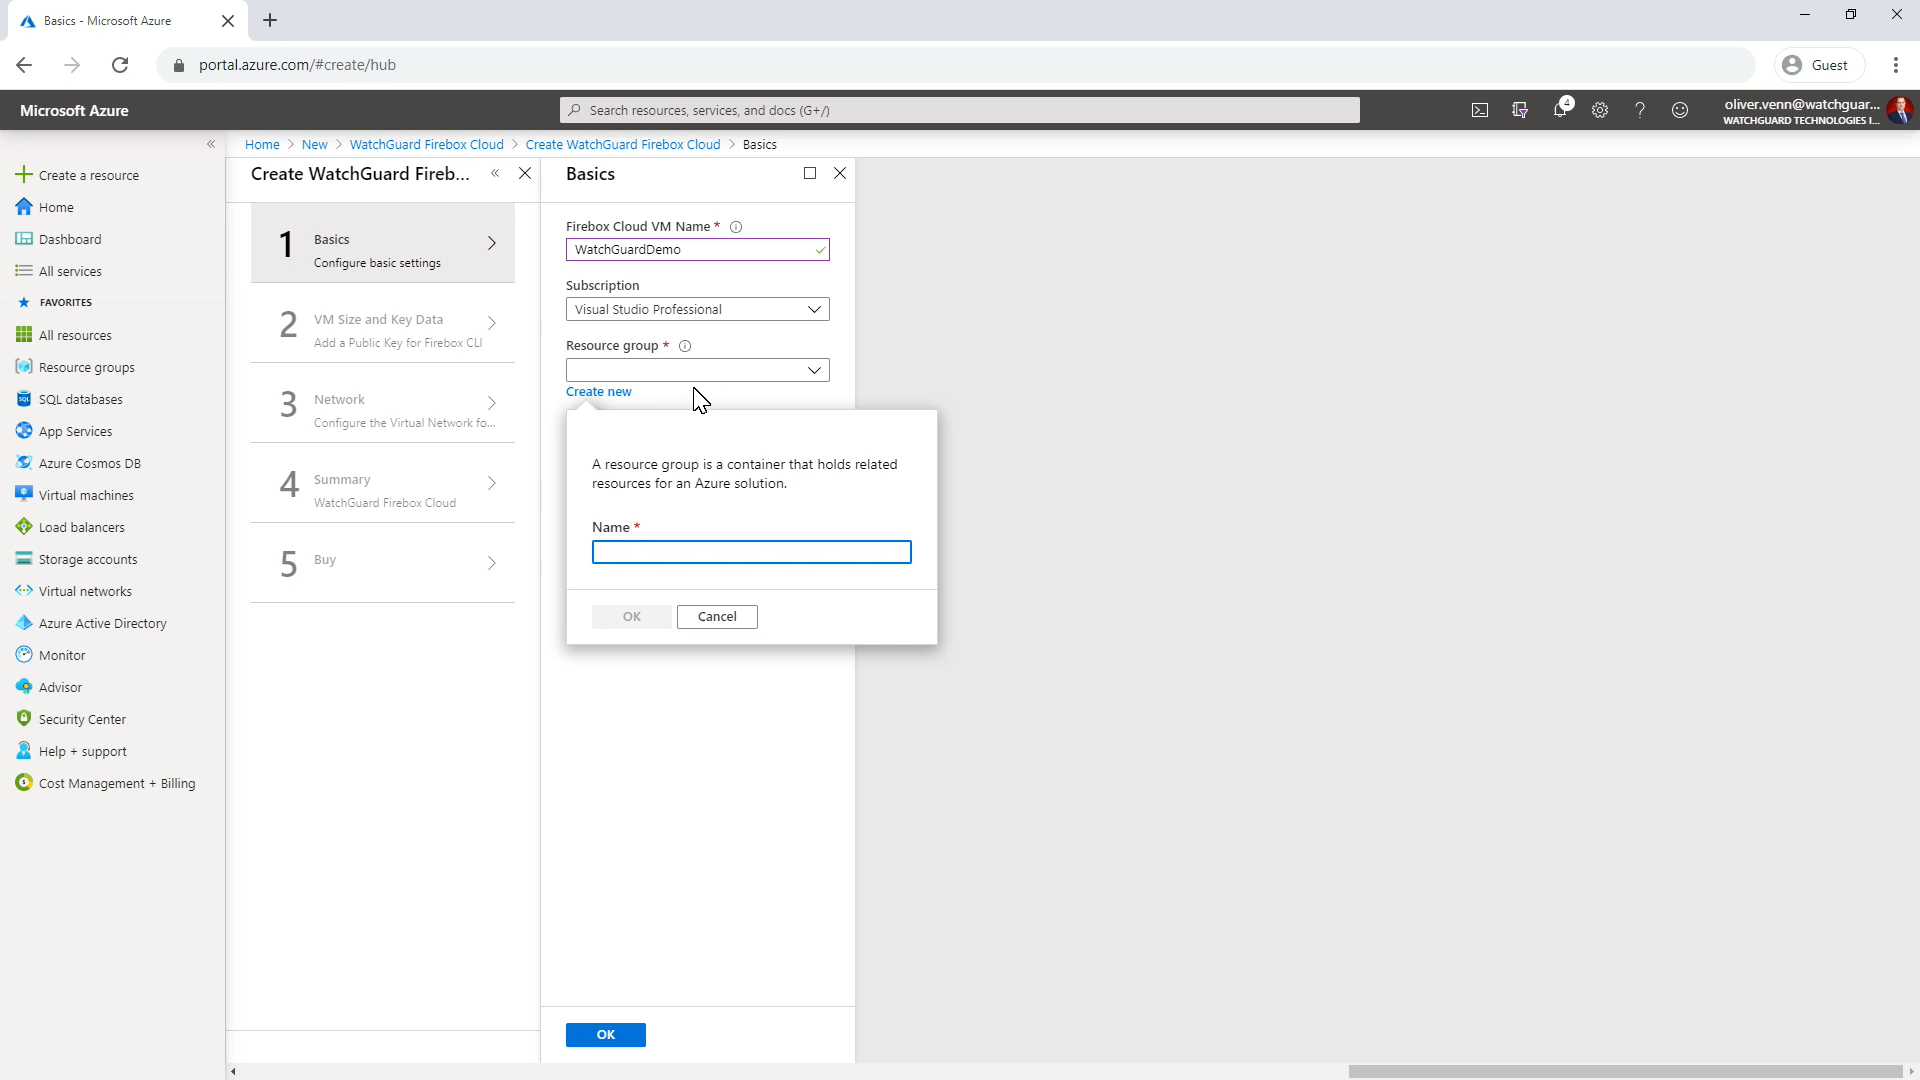 Basics - Microsoft Azure
portal.azure.com/#create/hub
Guest
Microsoft Azure
Search resources, services, and docs (G+/)
4
oliver.venn@watchguar...
WATCHGUARD TECHNOLOGIES I...
Home > New > WatchGuard Firebox Cloud > Create WatchGuard Firebox Cloud > Basics
Create a resource
Home
Dashboard
All services
FAVORITES
All resources
Resource groups
SQL databases
App Services
Azure Cosmos DB
Virtual machines
Load balancers
Storage accounts
Virtual networks
Azure Active Directory
Monitor
Advisor
Security Center
Help + support
Cost Management + Billing
Create WatchGuard Fireb...
1 Basics
Configure basic settings
2 VM Size and Key Data
Add a Public Key for Firebox CLI
3 Network
Configure the Virtual Network fo...
4 Summary
WatchGuard Firebox Cloud
5 Buy
Basics
Firebox Cloud VM Name *
WatchGuardDemo
Subscription
Visual Studio Professional
Resource group *
Create new
A resource group is a container that holds related
resources for an Azure solution.
Name *
OK Cancel
OK